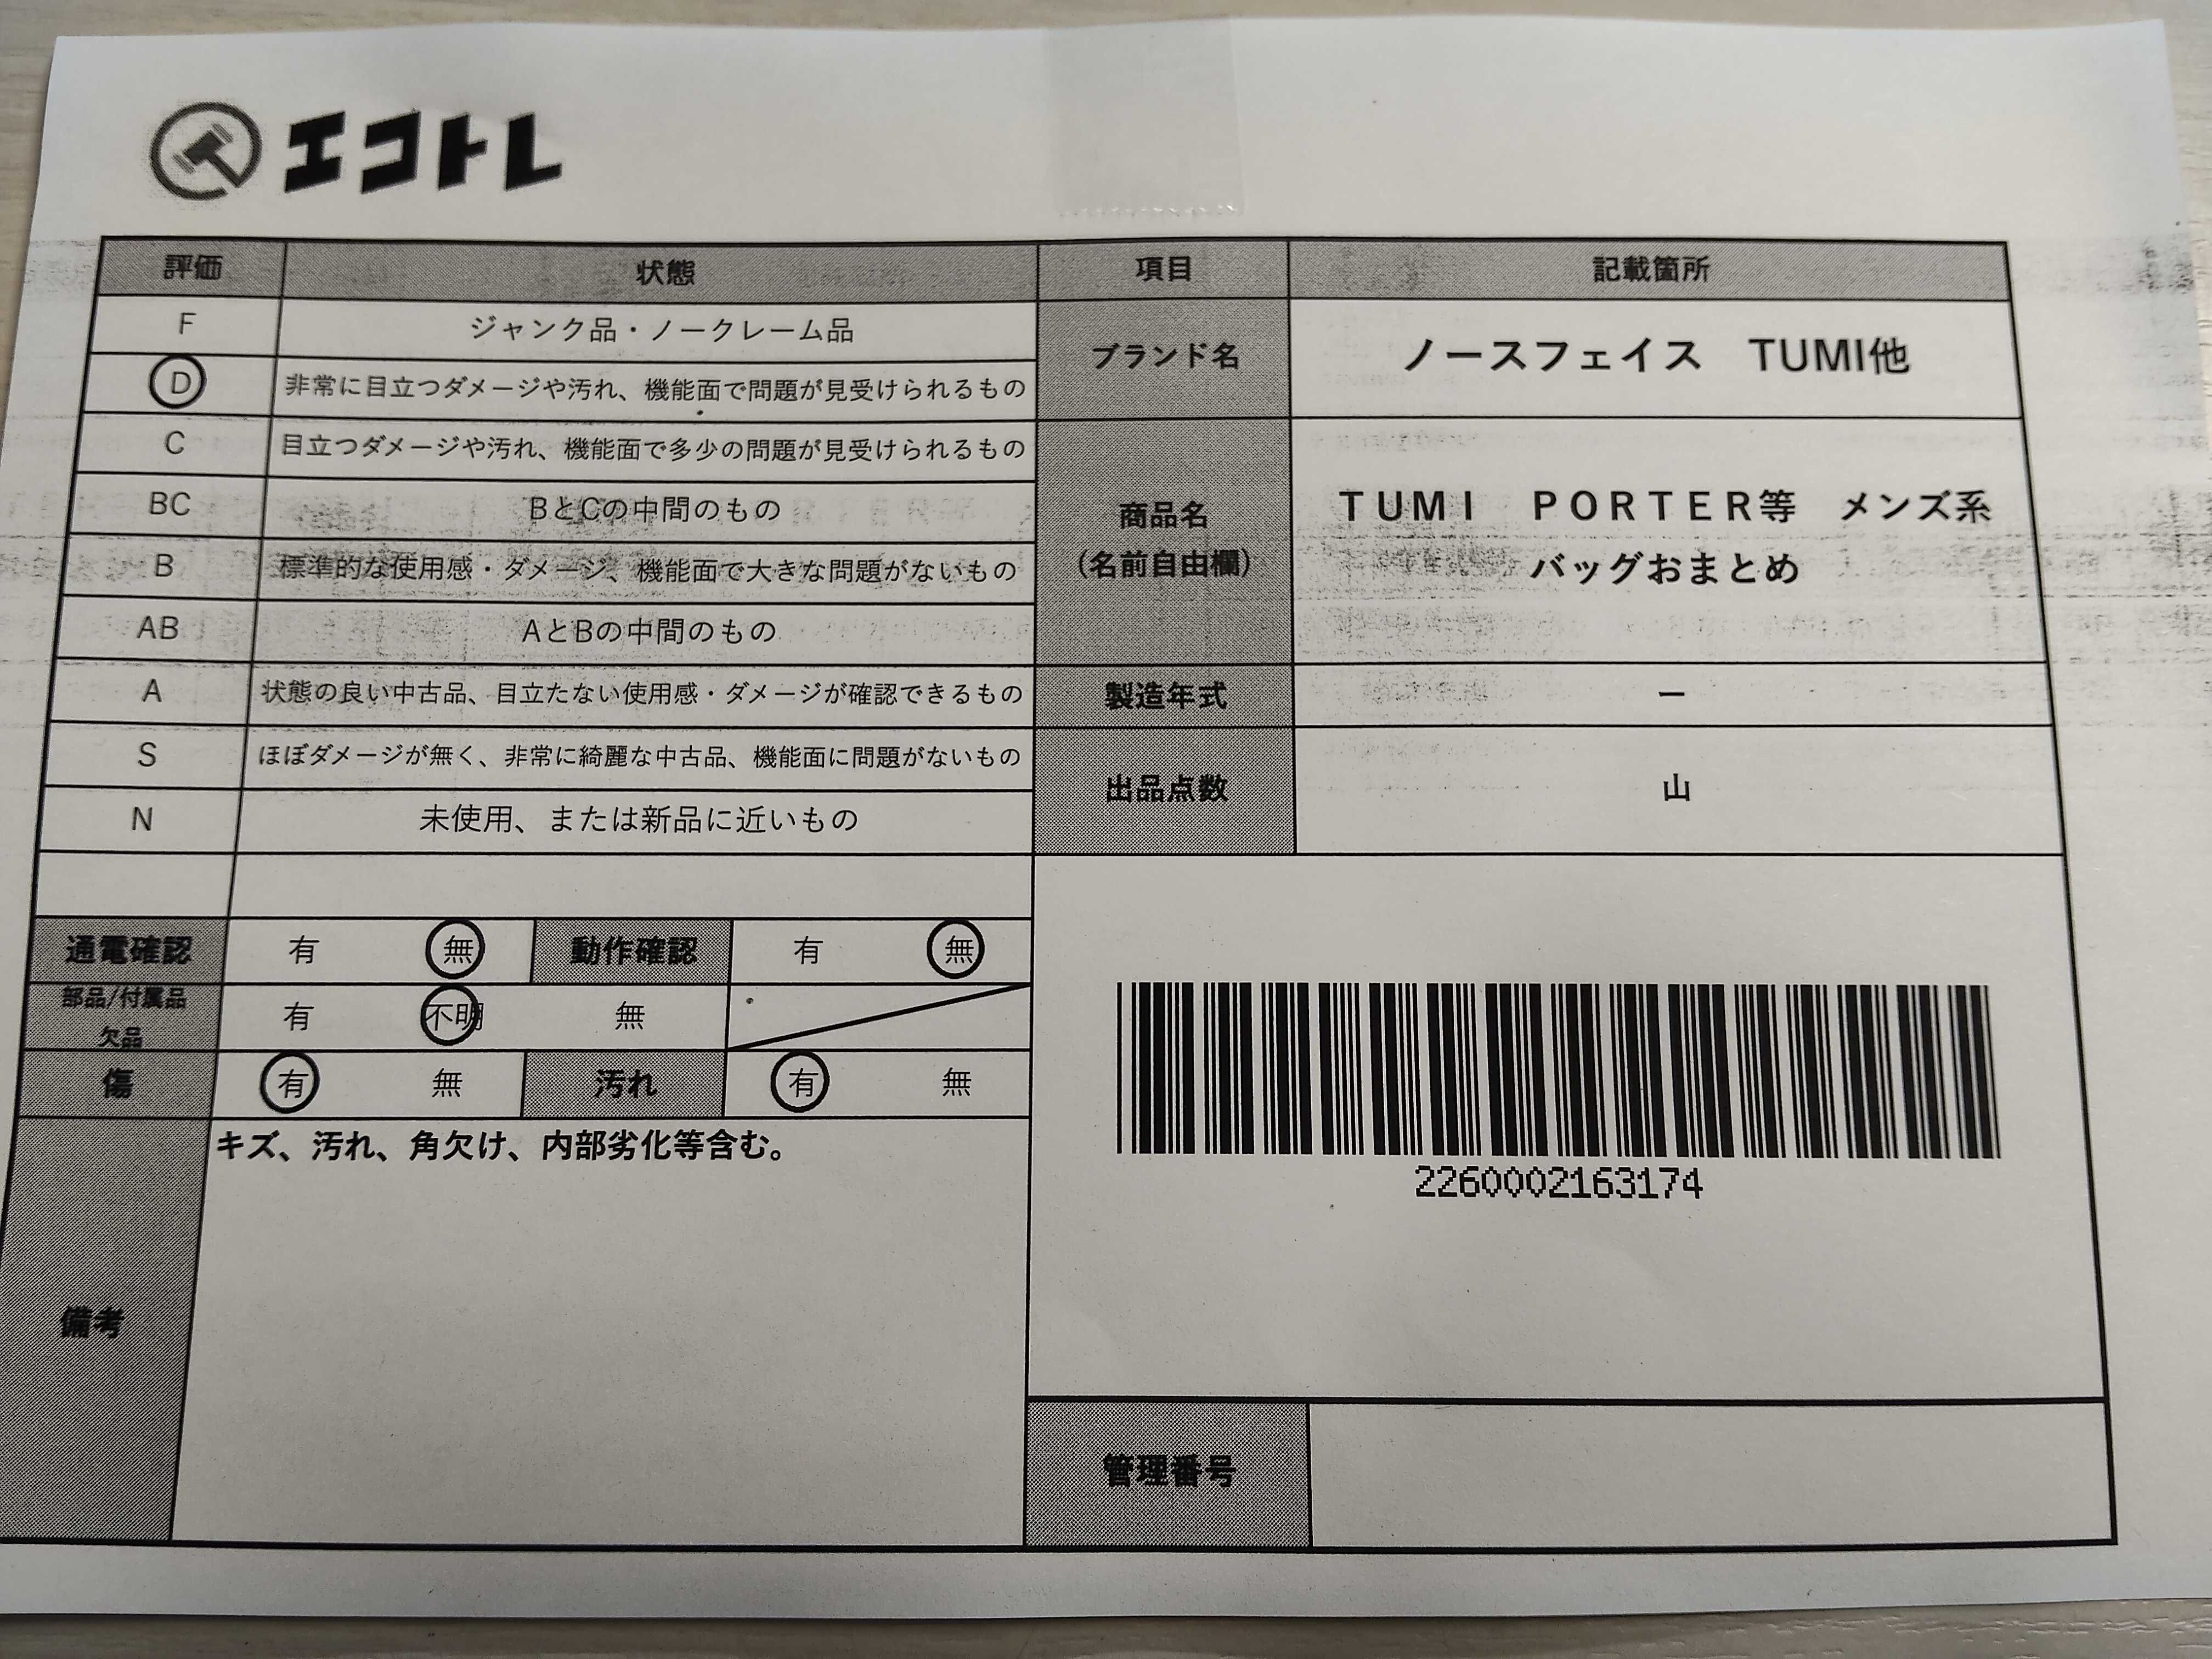 エコトレ
評価 状態 項目 記載箇所
F ジャンク品・ノークレーム品
D 非常に目立つダメージや汚れ、機能面で問題が見受けられるもの
ブランド名 ノースフェイス TUMI他
C 目立つダメージや汚れ、機能面で多少の問題が見受けられるもの
BC BとCの中間のもの
B 標準的な使用感・ダメージ、機能面で大きな問題がないもの
AB AとBの中間のもの
商品名
(名前自由欄)
TUMI PORTER等 メンズ系
バッグおまとめ
A 状態の良い中古品、目立たない使用感・ダメージが確認できるもの
製造年式 ー
S ほぼダメージが無く、非常に綺麗な中古品、機能面に問題がないもの
N 未使用、または新品に近いもの
出品点数 山
通電確認 有 無 動作確認 有 無
部品/付属品
欠品
有 不明 無
傷 有 無 汚れ 有 無
備考 キズ、汚れ、角欠け、内部劣化等含む。
2260002163174
管理番号